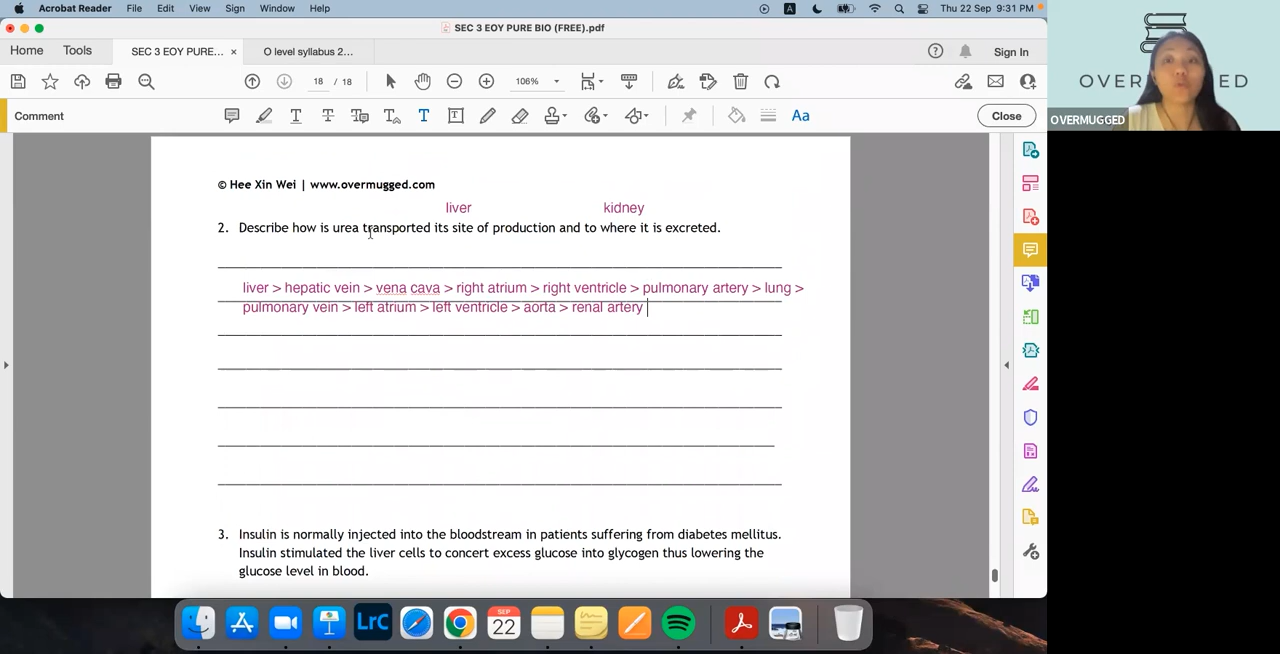 Acrobat Reader File Edit View Sign Window Help A Thu 22 Sep 9:31 PM
SEC 3 EOY PURE BIO (FREE).pdf
Home Tools SEC 3 EOY PURE... × O level syllabus 2... Sign In
18 / 18 106%
Comment T T T T Aa Close
OVERMUGGED
© Hee Xin Wei | www.overmugged.com
liver kidney
2. Describe how is urea transported its site of production and to where it is excreted.
liver > hepatic vein > vena cava > right atrium > right ventricle > pulmonary artery > lung >
pulmonary vein > left atrium > left ventricle > aorta > renal artery
3. Insulin is normally injected into the bloodstream in patients suffering from diabetes mellitus.
Insulin stimulated the liver cells to concert excess glucose into glycogen thus lowering the
glucose level in blood.
LrC SEP
22